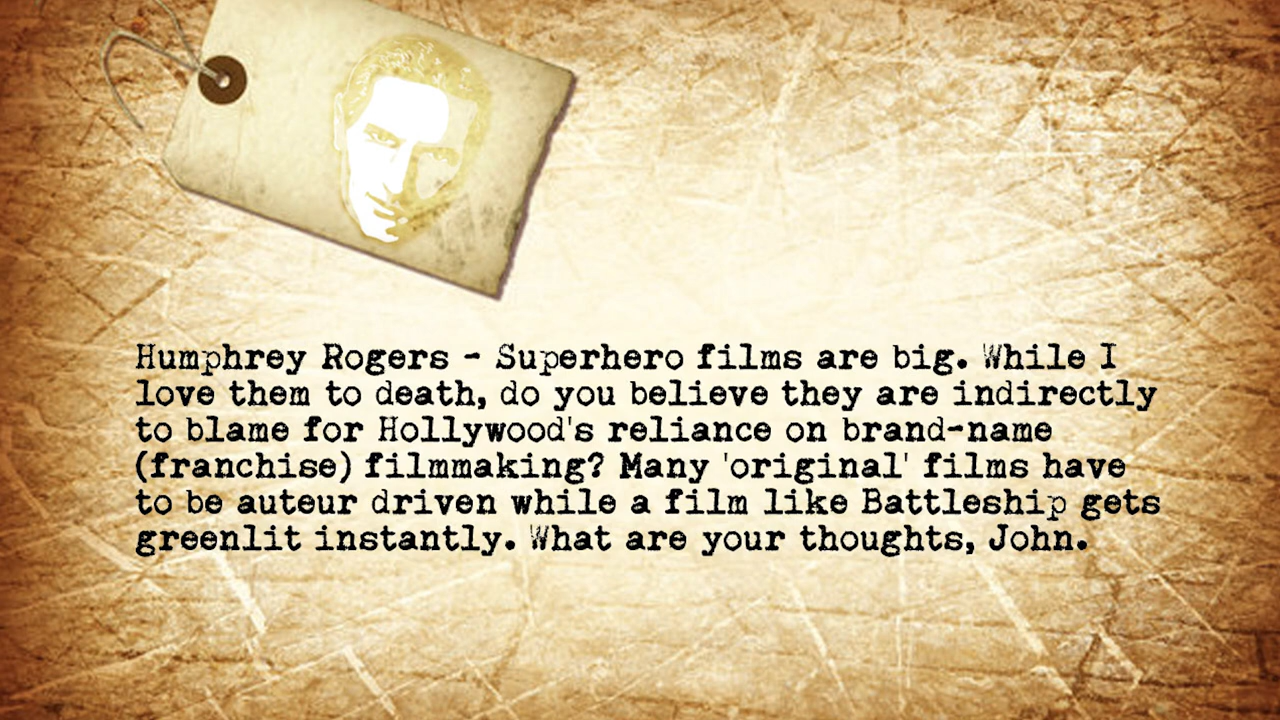 Humphrey Rogers - Superhero films are big. While I
love them to death, do you believe they are indirectly
to blame for Hollywood's reliance on brand-name
(franchise) filmmaking? Many 'original' films have
to be auteur driven while a film like Battleship gets
greenlit instantly. What are your thoughts, John.